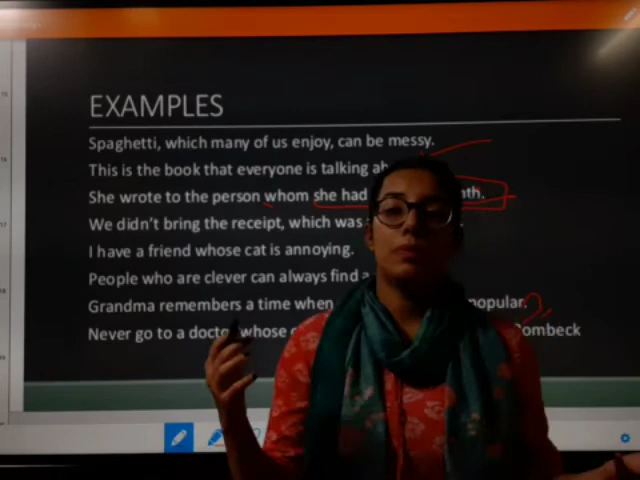 EXAMPLES
Spaghetti, which many of us enjoy, can be messy.
This is the book that everyone is talking
She wrote to the person whom she had
We didn't bring the receipt, which was
I have a friend whose cat is annoying.
People who are clever can always find a
Grandma remembers a time when
Never go to a doctor whose Bombeck